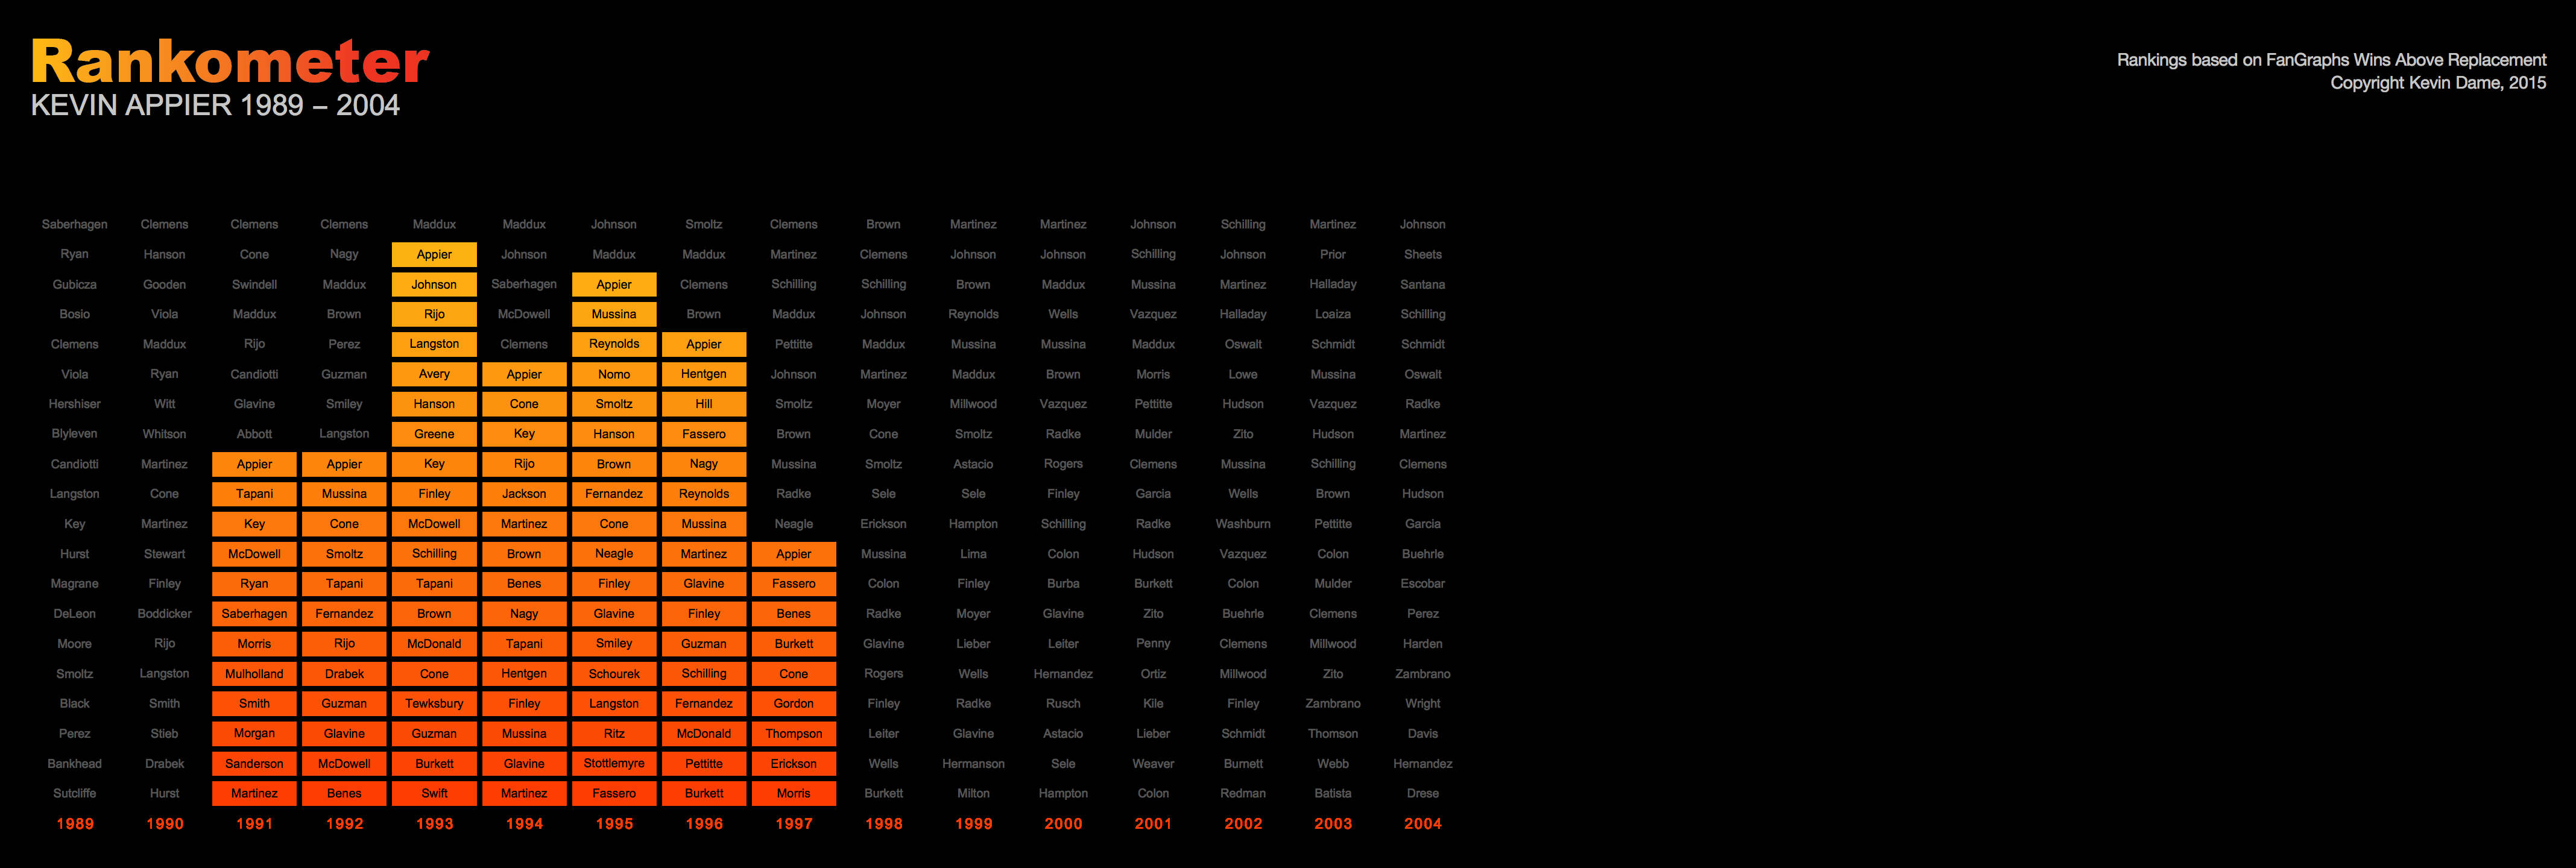 Rankometer
KEVIN APPIER 1989 – 2004
Rankings based on FanGraphs Wins Above Replacement
Copyright Kevin Dame, 2015
Saberhagen Clemens Clemens Clemens Maddux Maddux Johnson Smoltz Clemens Brown Martinez Martinez Johnson Schilling Martinez Johnson
Ryan Hanson Cone Nagy Appier Johnson Maddux Maddux Martinez Clemens Johnson Johnson Schilling Johnson Prior Sheets
Gubicza Gooden Swindell Maddux Johnson Saberhagen Appier Clemens Schilling Schilling Brown Maddux Mussina Martinez Halladay Santana
Bosio Viola Maddux Brown Rijo McDowell Mussina Brown Maddux Johnson Reynolds Wells Vazquez Halladay Loaiza Schilling
Clemens Maddux Rijo Perez Langston Clemens Reynolds Appier Pettitte Maddux Mussina Mussina Maddux Oswalt Schmidt Schmidt
Viola Ryan Candiotti Guzman Avery Appier Nomo Hentgen Johnson Martinez Maddux Brown Morris Lowe Mussina Oswalt
Hershiser Witt Glavine Smiley Hanson Cone Smoltz Hill Smoltz Moyer Millwood Vazquez Pettitte Hudson Vazquez Radke
Blyleven Whitson Abbott Langston Greene Key Hanson Fassero Brown Cone Smoltz Radke Mulder Zito Hudson Martinez
Candiotti Martinez Appier Appier Key Rijo Brown Nagy Mussina Smoltz Astacio Rogers Clemens Mussina Schilling Clemens
Langston Cone Tapani Mussina Finley Jackson Fernandez Reynolds Radke Sele Sele Finley Garcia Wells Brown Hudson
Key Martinez Key Cone McDowell Martinez Cone Mussina Neagle Erickson Hampton Schilling Radke Washburn Pettitte Garcia
Hurst Stewart McDowell Smoltz Schilling Brown Neagle Martinez Appier Mussina Lima Colon Hudson Vazquez Colon Buehrle
Magrane Finley Ryan Tapani Tapani Benes Finley Glavine Fassero Colon Finley Burba Burkett Colon Mulder Escobar
DeLeon Boddicker Saberhagen Fernandez Brown Nagy Glavine Finley Benes Radke Moyer Glavine Zito Buehrle Clemens Perez
Moore Rijo Morris Rijo McDonald Tapani Smiley Guzman Burkett Glavine Lieber Leiter Penny Clemens Millwood Harden
Smoltz Langston Mulholland Drabek Cone Hentgen Schourek Schilling Cone Rogers Wells Hernandez Ortiz Millwood Zito Zambrano
Black Smith Smith Guzman Tewksbury Finley Langston Fernandez Gordon Finley Radke Rusch Kile Finley Zambrano Wright
Perez Stieb Morgan Glavine Guzman Mussina Ritz McDonald Thompson Leiter Glavine Astacio Lieber Schmidt Thomson Davis
Bankhead Drabek Sanderson McDowell Burkett Glavine Stottlemyre Pettitte Erickson Wells Hermanson Sele Weaver Burnett Webb Hernandez
Sutcliffe Hurst Martinez Benes Swift Martinez Fassero Burkett Morris Burkett Milton Hampton Colon Redman Batista Drese
1989 1990 1991 1992 1993 1994 1995 1996 1997 1998 1999 2000 2001 2002 2003 2004